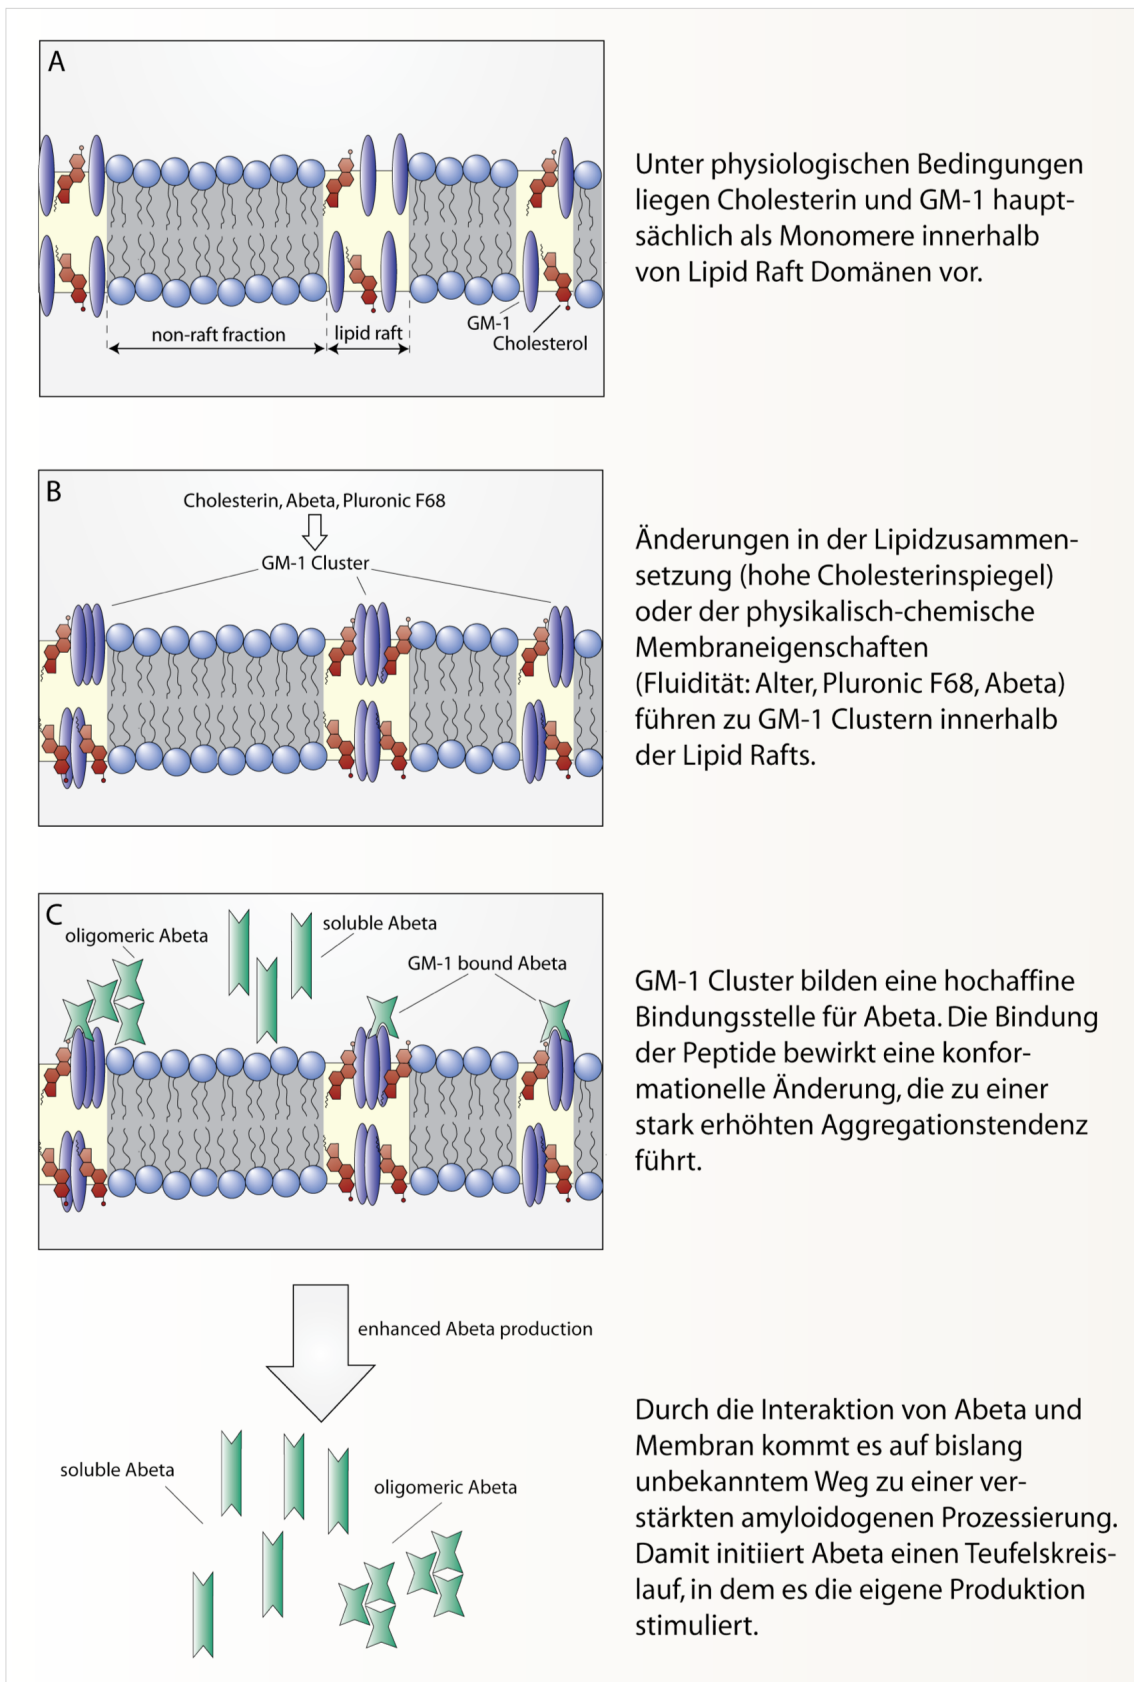 A
non-raft fraction
lipid raft
GM-1
Cholesterol
Unter physiologischen Bedingungen
liegen Cholesterin und GM-1 haupt-
sächlich als Monomere innerhalb
von Lipid Raft Domänen vor.
B
Cholesterin, Abeta, Pluronic F68
GM-1 Cluster
Änderungen in der Lipidzusammen-
setzung (hohe Cholesterinspiegel)
oder der physikalisch-chemische
Membraneigenschaften
(Fluidität: Alter, Pluronic F68, Abeta)
führen zu GM-1 Clustern innerhalb
der Lipid Rafts.
C
oligomeric Abeta
soluble Abeta
GM-1 bound Abeta
GM-1 Cluster bilden eine hochaffine
Bindungsstelle für Abeta. Die Bindung
der Peptide bewirkt eine konfor-
mationelle Änderung, die zu einer
stark erhöhten Aggregationstendenz
führt.
enhanced Abeta production
soluble Abeta
oligomeric Abeta
Durch die Interaktion von Abeta und
Membran kommt es auf bislang
unbekanntem Weg zu einer ver-
stärkten amyloidogenen Prozessierung.
Damit initiiert Abeta einen Teufelskreis-
lauf, in dem es die eigene Produktion
stimuliert.